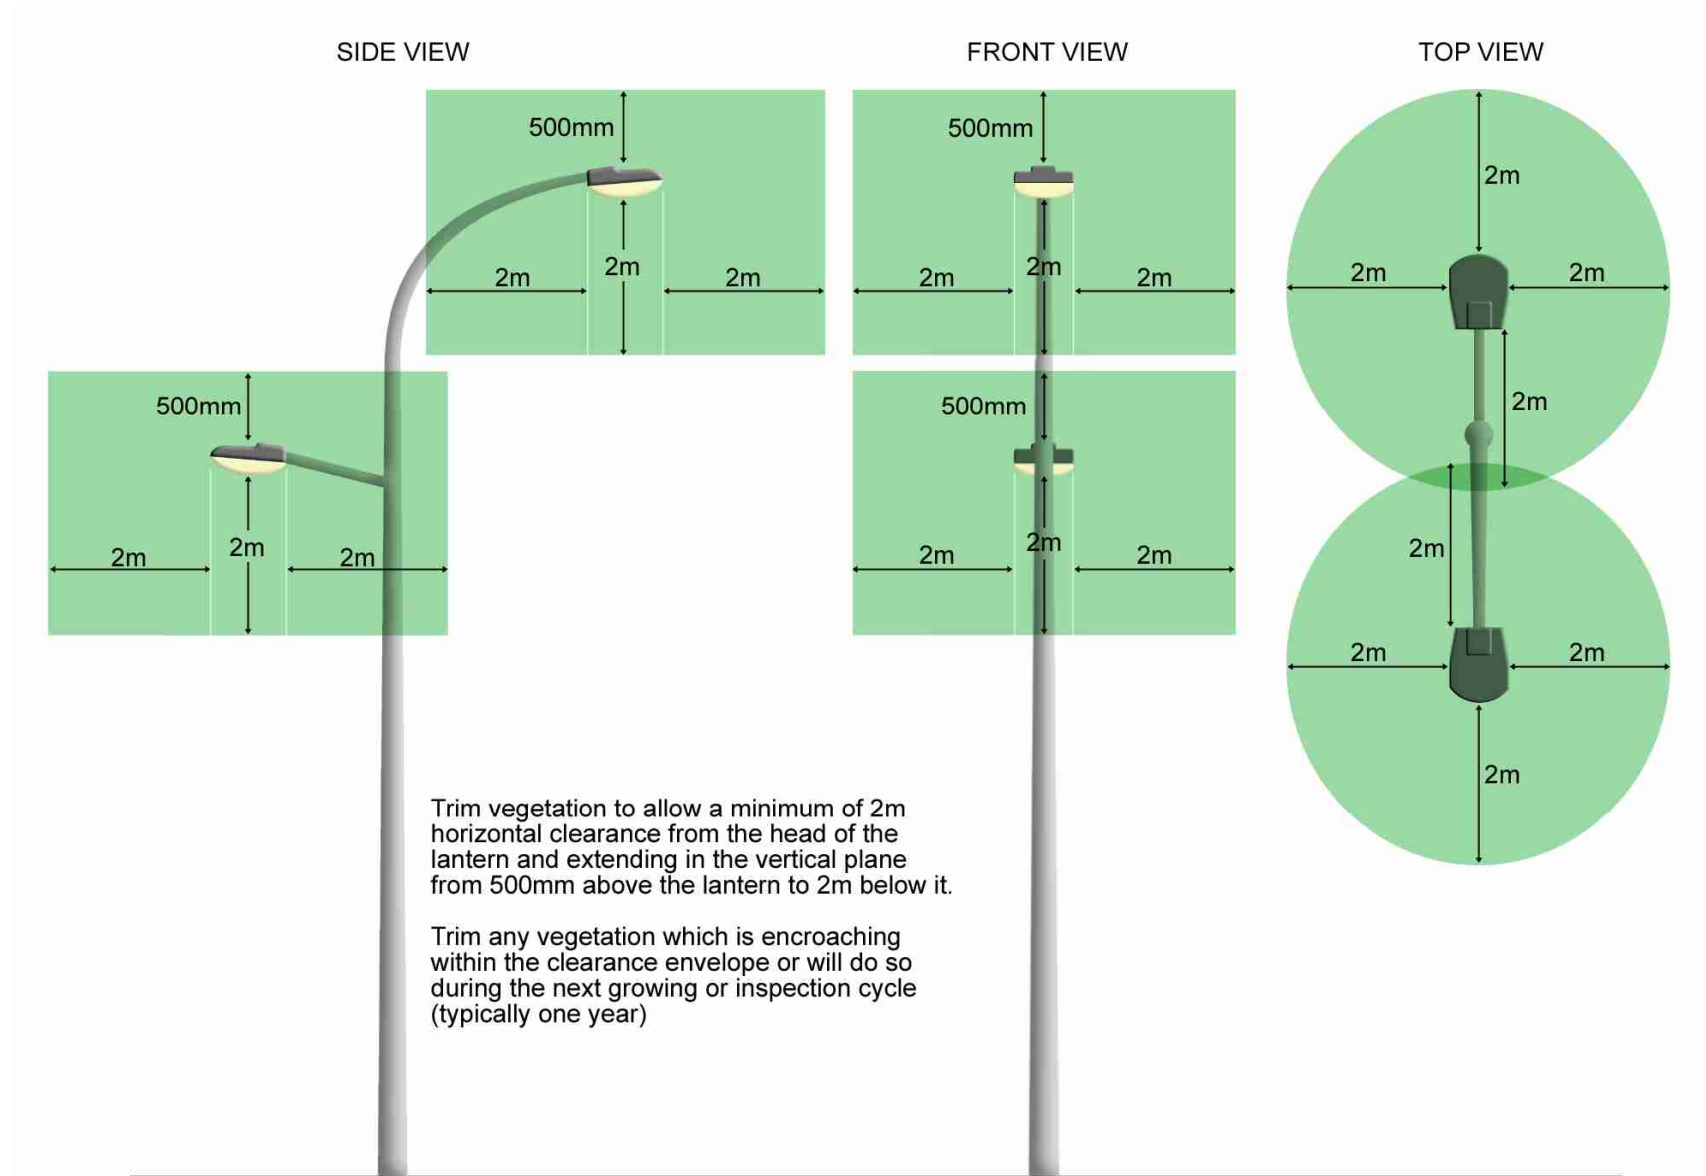 SIDE VIEW
FRONT VIEW
TOP VIEW
500mm
2m
2m
2m
500mm
2m
2m
2m
500mm
2m
2m
2m
500mm
2m
2m
2m
2m
2m
2m
2m
2m
2m
2m
2m
Trim vegetation to allow a minimum of 2m
horizontal clearance from the head of the
lantern and extending in the vertical plane
from 500mm above the lantern to 2m below it.
Trim any vegetation which is encroaching
within the clearance envelope or will do so
during the next growing or inspection cycle
(typically one year)